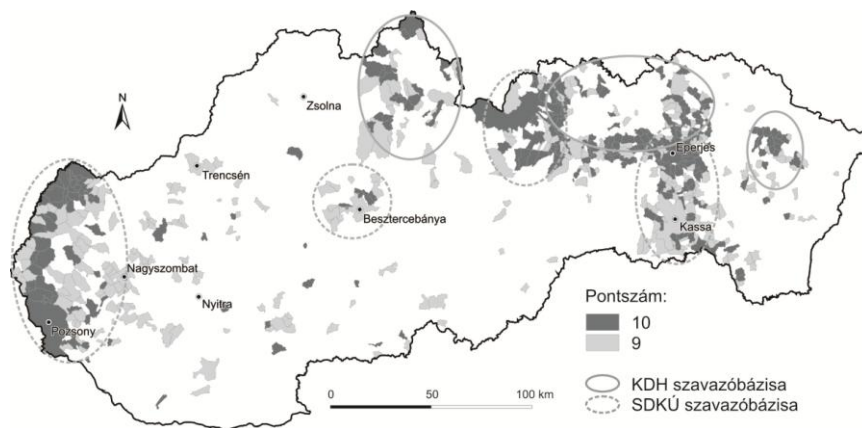 N
Zsolna
Trencsén
Eperjes
Besztercebánya
Kassa
Nagyszombat
Nyitra
Pozsony
Pontszám:
10
9
0 50 100 km
KDH szavazóbázisa
SDKÚ szavazóbázisa